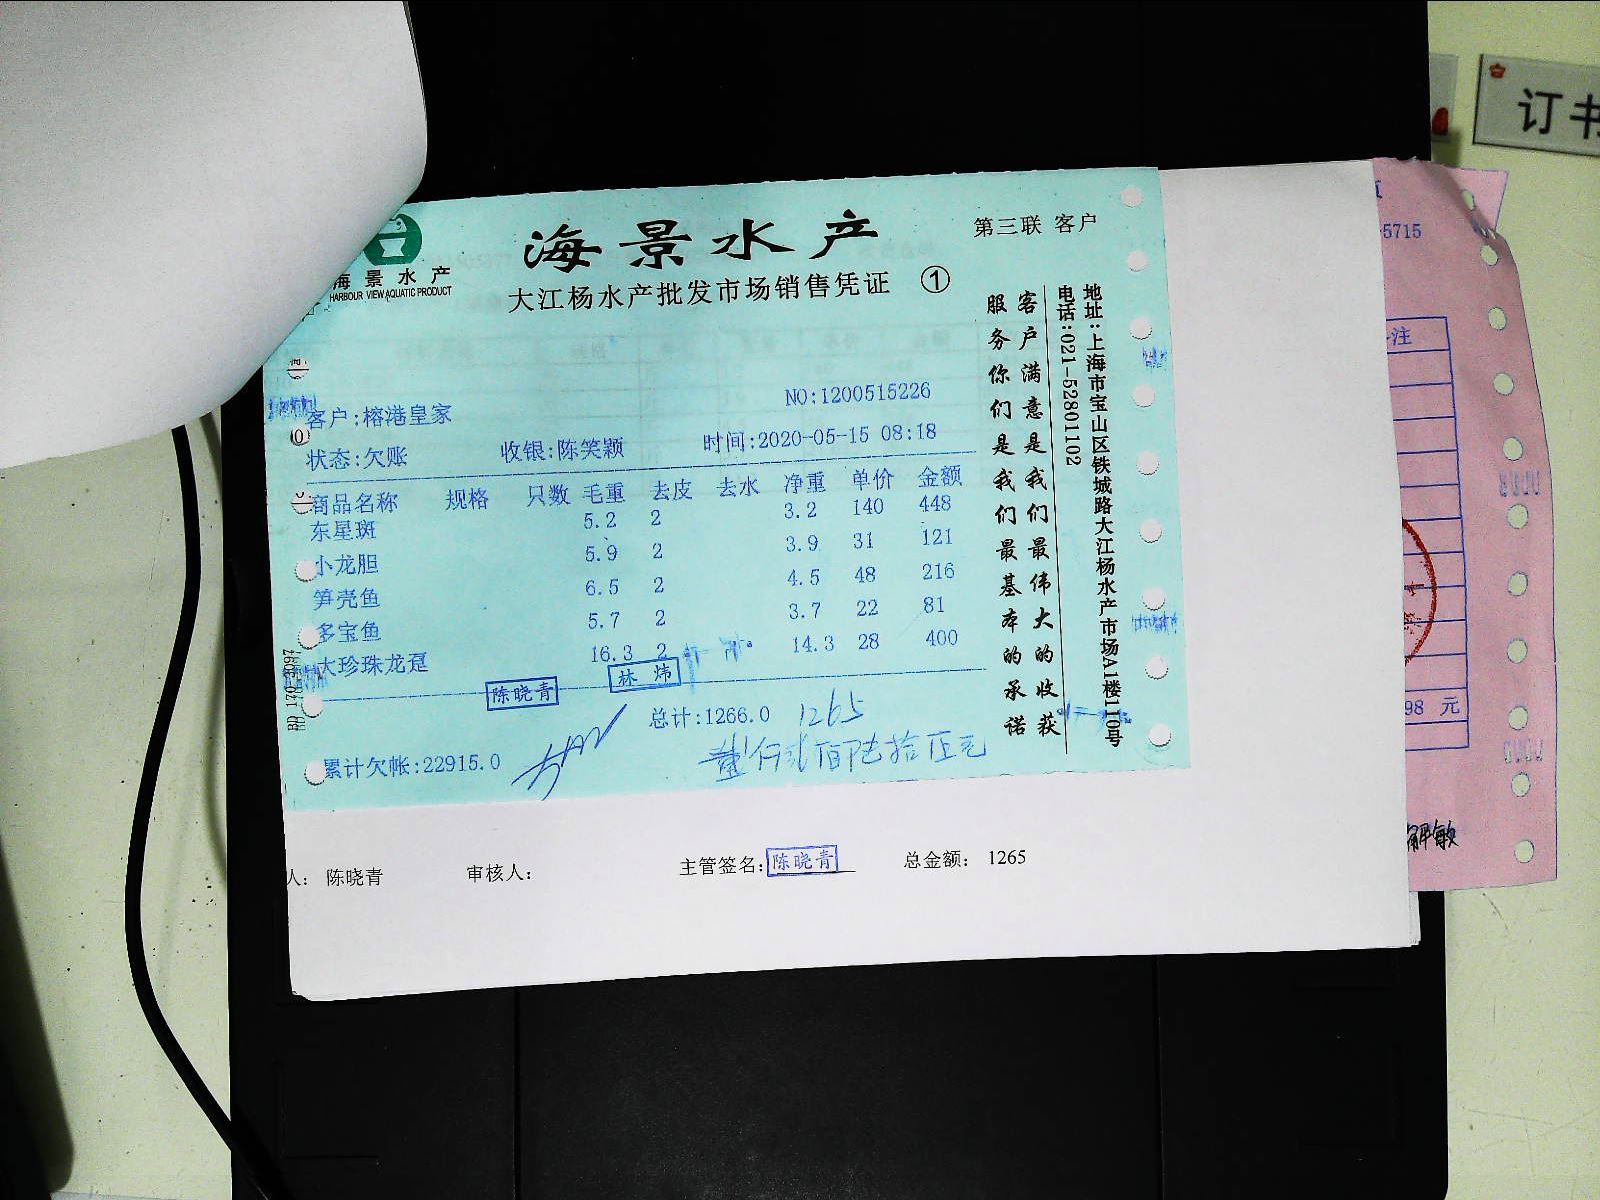 订书
海景水产
HARBOUR VIEW AQUATIC PRODUCT
海景水产
第三联 客户
大江杨水产批发市场销售凭证 ①
NO:1200515226
客户:榕港皇家
状态:欠账 收银:陈笑颖 时间:2020-05-15 08:18
商品名称 规格 只数 毛重 去皮 去水 净重 单价 金额
东星斑 5.2 2 3.2 140 448
小龙胆 5.9 2 3.9 31 121
笋壳鱼 6.5 2 4.5 48 216
多宝鱼 5.7 2 3.7 22 81
大珍珠龙趸 16.3 2 14.3 28 400
陈晓青 林炜
总计:1266.0 1265
壹仟贰佰陆拾伍元
累计欠帐:22915.0
客户满意是我们最伟大的收获
服务你们是我们最基本的承诺
地址:上海市宝山区铁城路大江杨水产市场A1楼110号
电话:021-52801102
人: 陈晓青 审核人: 主管签名: 陈晓青 总金额: 1265
5715
注
98 元